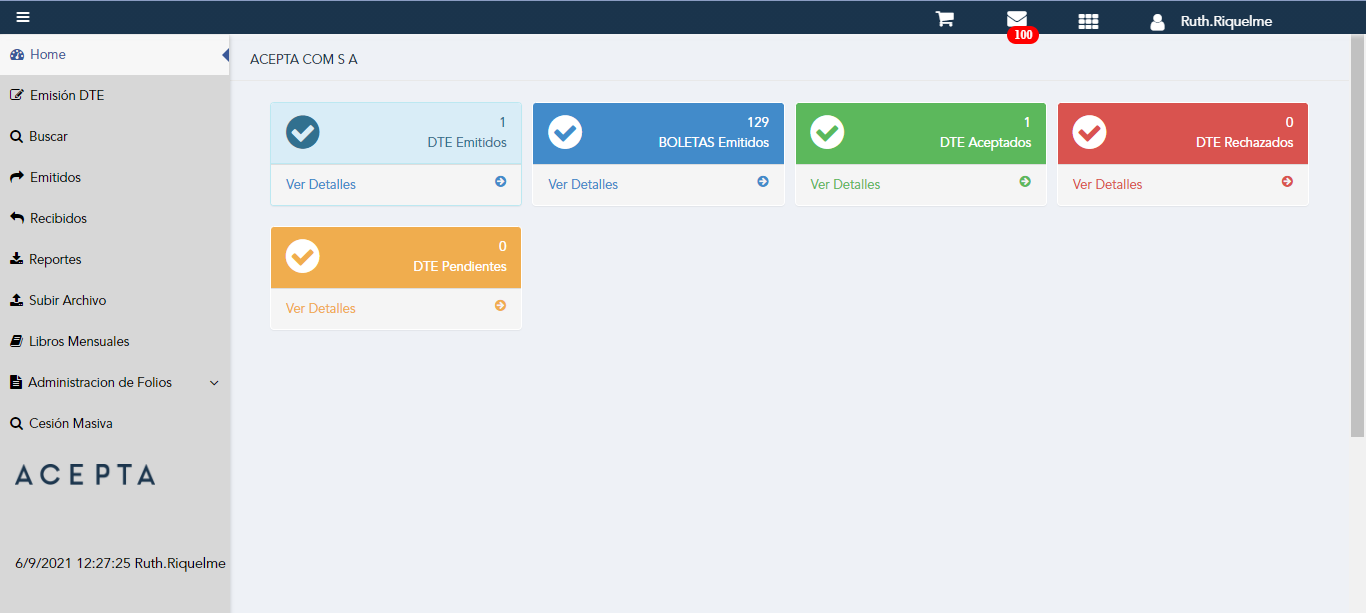 Ruth.Riquelme
100
Home
Emisión DTE
Buscar
Emitidos
Recibidos
Reportes
Subir Archivo
Libros Mensuales
Administracion de Folios
Cesión Masiva
ACEPTA
6/9/2021 12:27:25 Ruth.Riquelme
ACEPTA COM S A
1
DTE Emitidos
Ver Detalles
129
BOLETAS Emitidos
Ver Detalles
1
DTE Aceptados
Ver Detalles
0
DTE Rechazados
Ver Detalles
0
DTE Pendientes
Ver Detalles